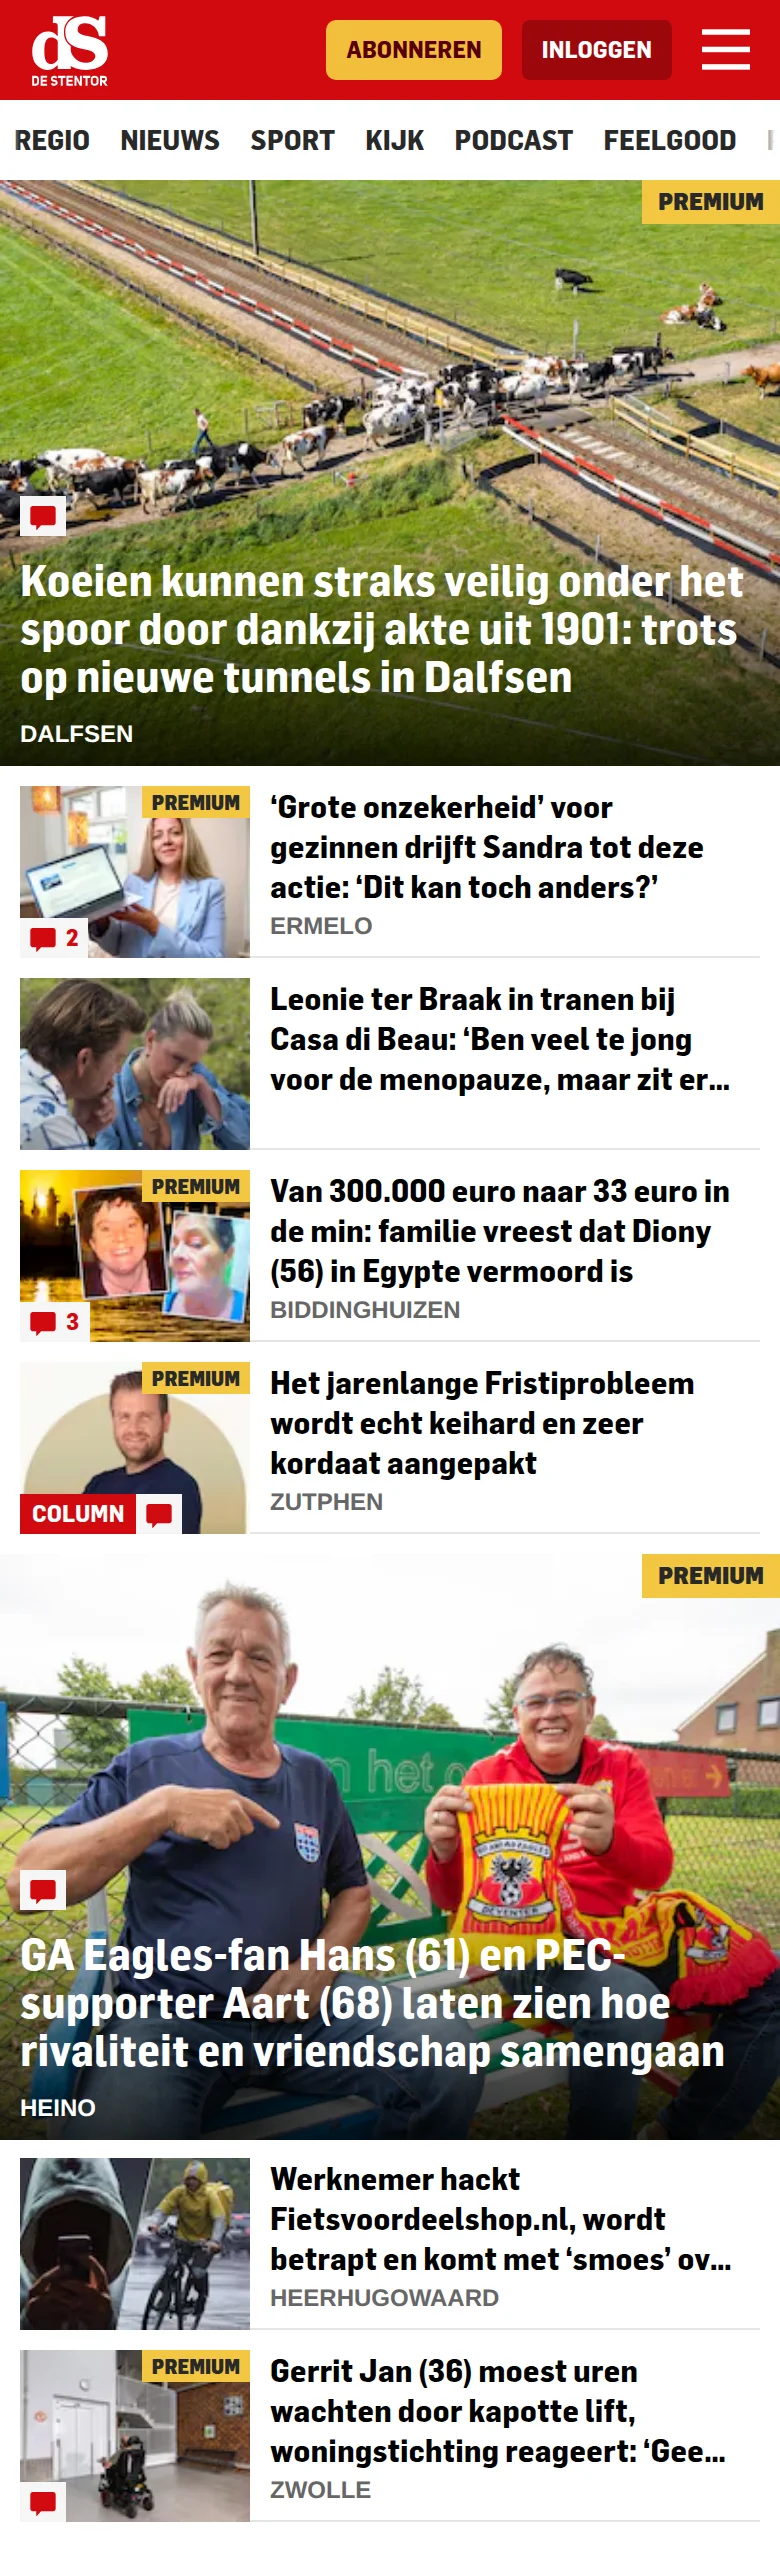 dS
DE STENTOR
ABONNEREN
INLOGGEN
REGIO NIEUWS SPORT KIJK PODCAST FEELGOOD
PREMIUM
Koeien kunnen straks veilig onder het
spoor door dankzij akte uit 1901: trots
op nieuwe tunnels in Dalfsen
DALFSEN
PREMIUM
2
‘Grote onzekerheid’ voor
gezinnen drijft Sandra tot deze
actie: ‘Dit kan toch anders?’
ERMELO
Leonie ter Braak in tranen bij
Casa di Beau: ‘Ben veel te jong
voor de menopauze, maar zit er...
PREMIUM
3
Van 300.000 euro naar 33 euro in
de min: familie vreest dat Diony
(56) in Egypte vermoord is
BIDDINGHUIZEN
PREMIUM
COLUMN
Het jarenlange Fristiprobleem
wordt echt keihard en zeer
kordaat aangepakt
ZUTPHEN
PREMIUM
n het o
DEVENTER
GA Eagles-fan Hans (61) en PEC-
supporter Aart (68) laten zien hoe
rivaliteit en vriendschap samengaan
HEINO
Werknemer hackt
Fietsvoordeelshop.nl, wordt
betrapt en komt met ‘smoes’ ov...
HEERHUGOWAARD
PREMIUM
Gerrit Jan (36) moest uren
wachten door kapotte lift,
woningstichting reageert: ‘Gee...
ZWOLLE